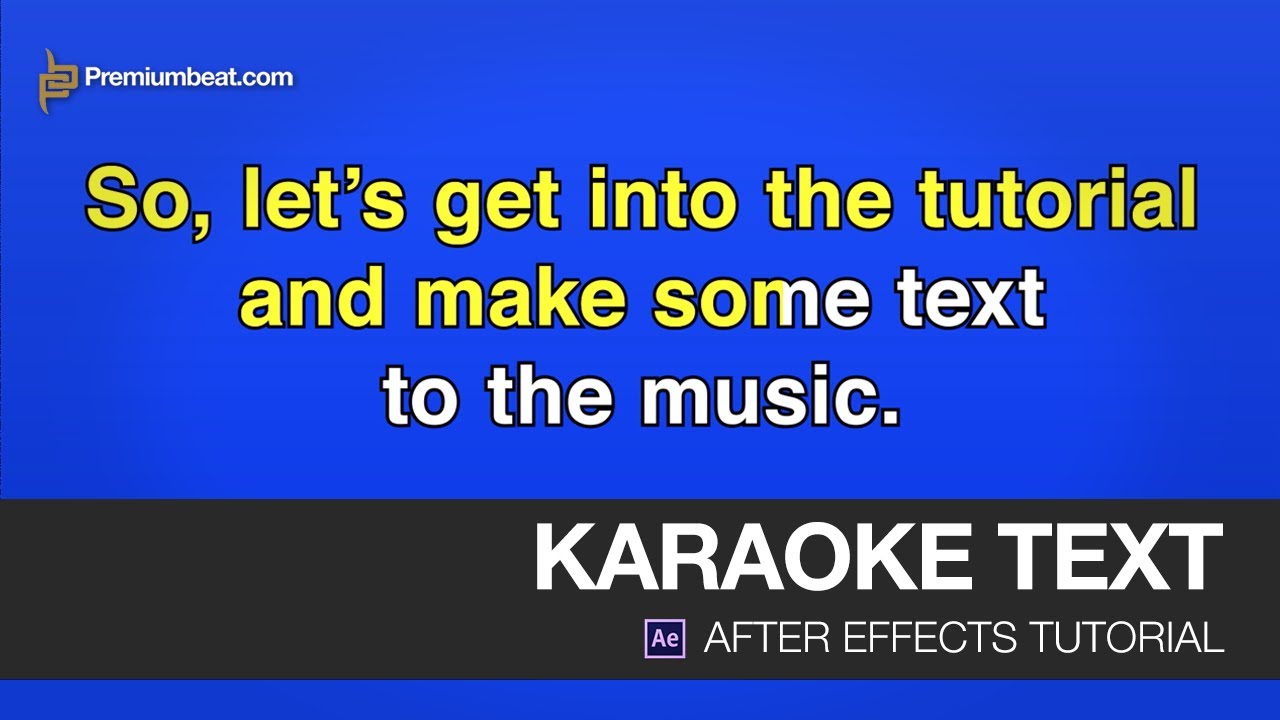 Premiumbeat.com
So, let’s get into the tutorial
and make some text
to the music.
KARAOKE TEXT
Ae AFTER EFFECTS TUTORIAL